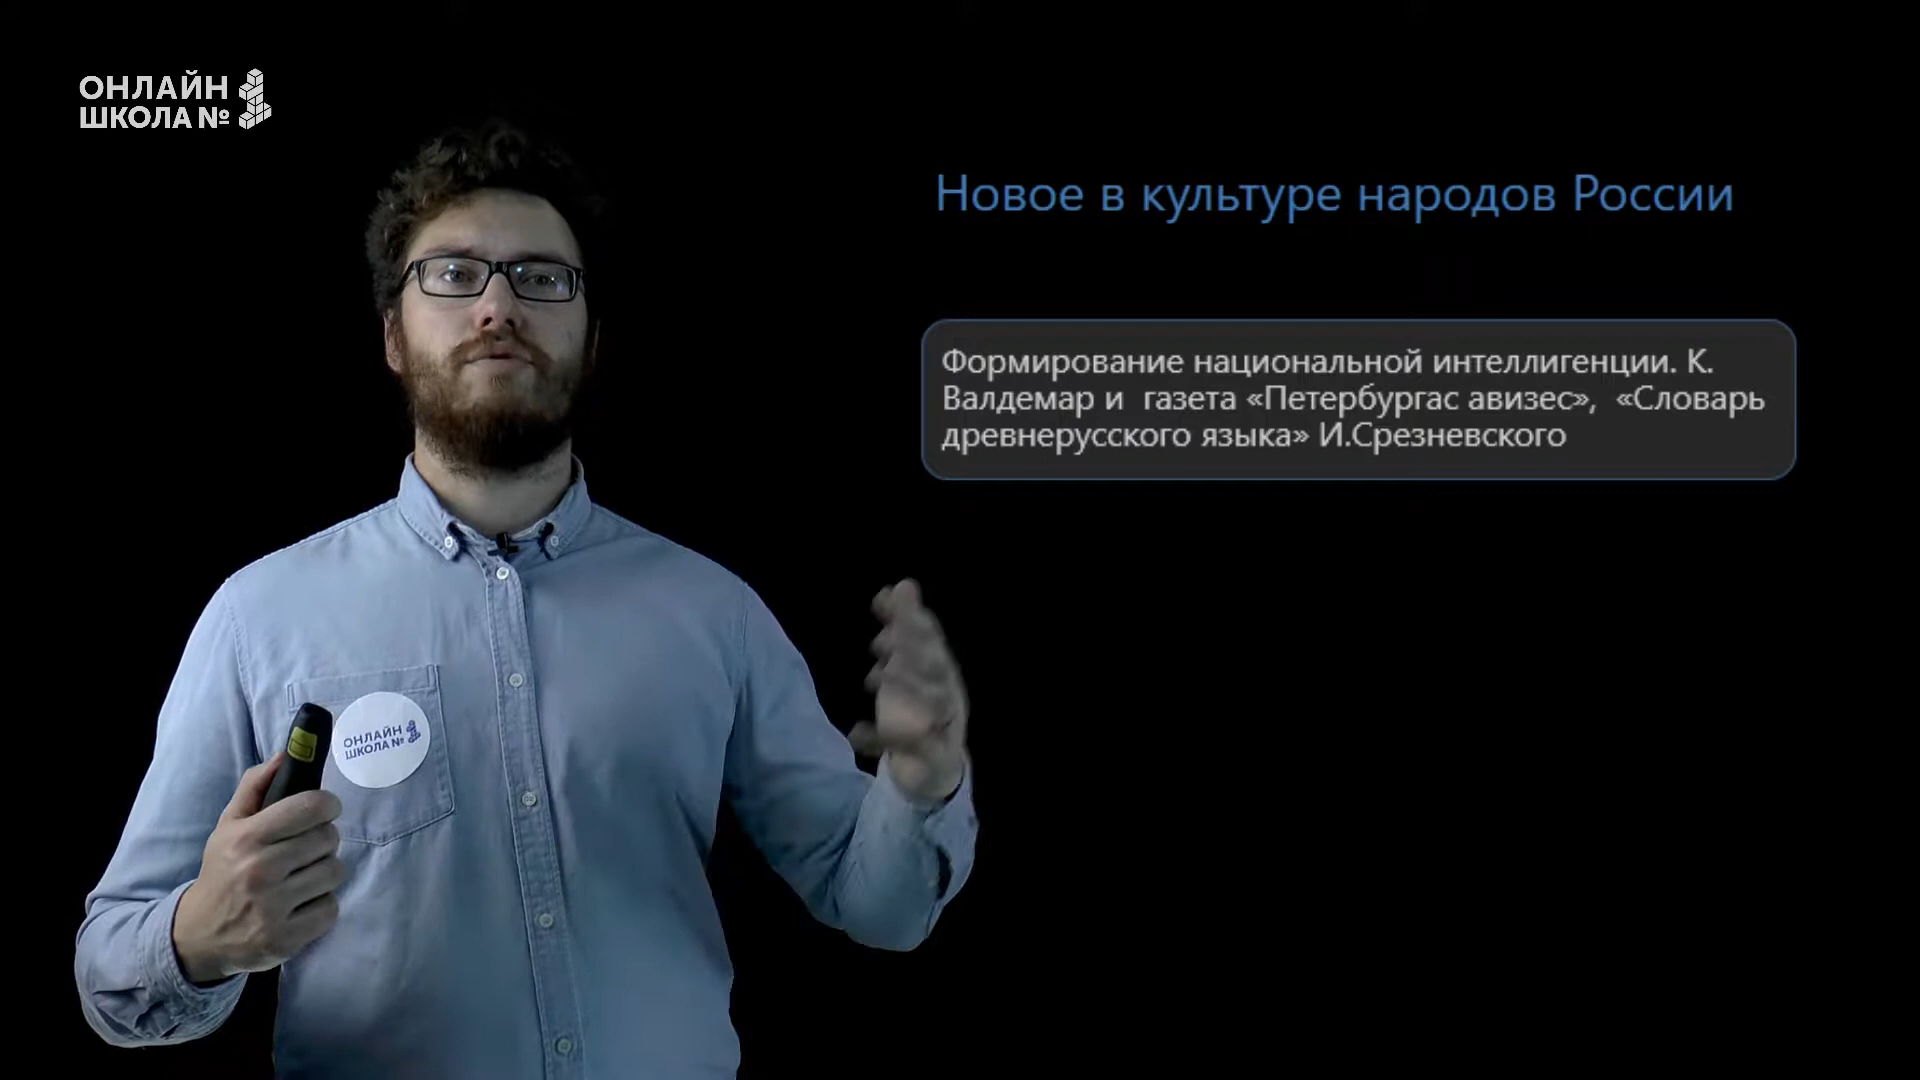 ОНЛАЙН
ШКОЛА №
Новое в культуре народов России
Формирование национальной интеллигенции. К.
Валдемар и  газета «Петербургас авизес»,  «Словарь
древнерусского языка» И.Срезневского
ОНЛАЙН
ШКОЛА №